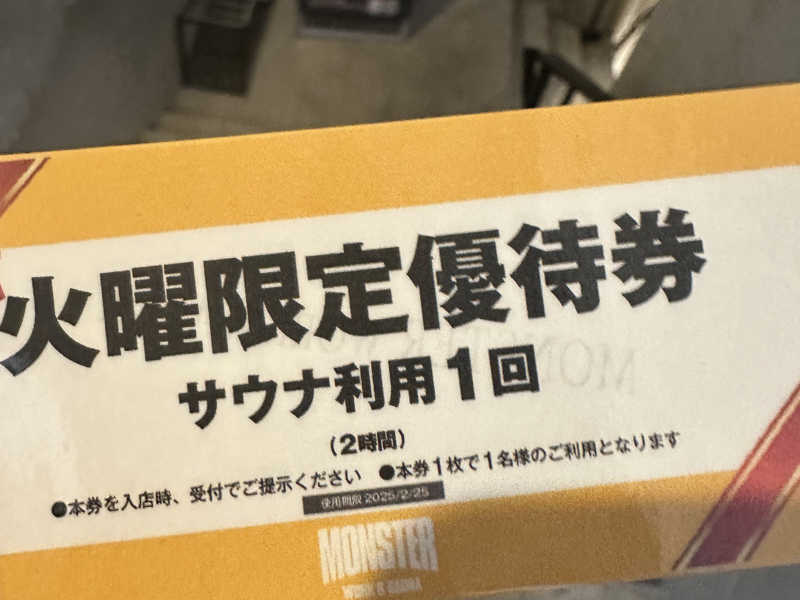 火曜限定優待券
サウナ利用1回
(2時間)
●本券を入店時、受付でご提示ください ●本券1枚で1名様のご利用となります
使用期限 2025/2/25
MONSTER
WORK & SAUNA